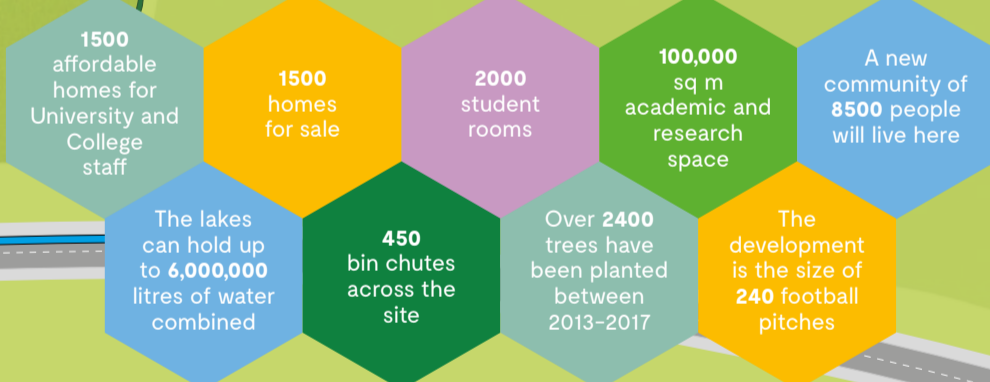 1500
affordable
homes for
University and
College
staff
1500
homes
for sale
2000
student
rooms
100,000
sq m
academic and
research
space
A new
community of
8500 people
will live here
The lakes
can hold up
to 6,000,000
litres of water
combined
450
bin chutes
across the
site
Over 2400
trees have
been planted
between
2013-2017
The
development
is the size of
240 football
pitches